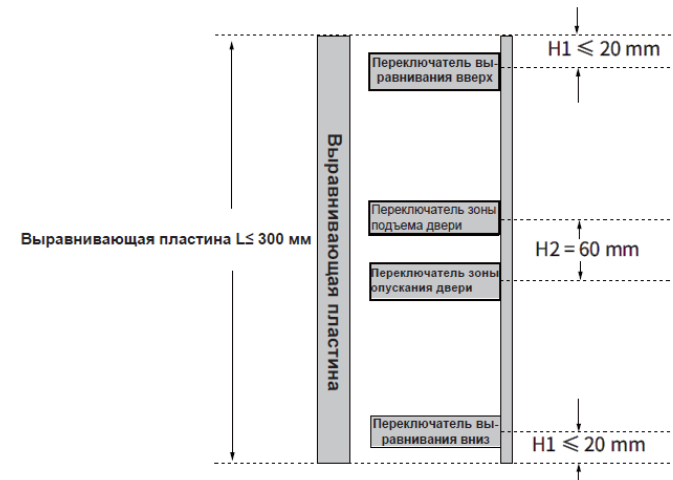 H1 ⩽ 20 mm
Переключатель вы-
равнивания вверх
Выравнивающая пластина
Переключатель зоны
подъема двери
Выравнивающая пластина L≤ 300 мм
H2 = 60 mm
Переключатель зоны
опускания двери
Переключатель вы-
равнивания вниз
H1 ⩽ 20 mm